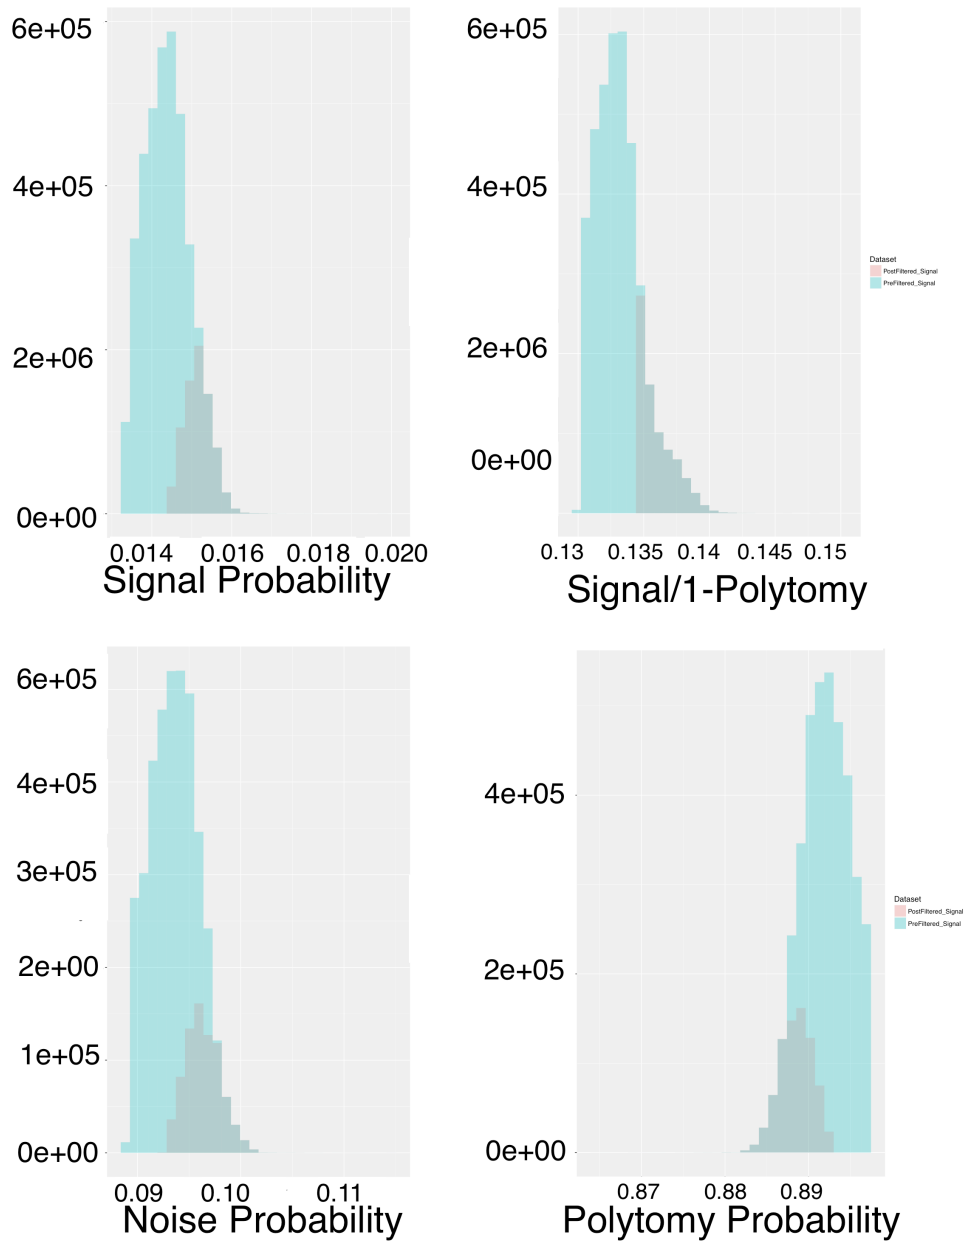 6e+05
4e+05
2e+06
0e+00
0.014 0.016 0.018 0.020
Signal Probability
6e+05
4e+05
2e+06
0e+00
0.13 0.135 0.14 0.145 0.15
Signal/1-Polytomy
Dataset
PostFiltered_Signal
PreFiltered_Signal
6e+05
4e+05
3e+05
2e+00
1e+05
0e+00
0.09 0.10 0.11
Noise Probability
4e+05
2e+05
0e+00
0.87 0.88 0.89
Polytomy Probability
Dataset
PostFiltered_Signal
PreFiltered_Signal